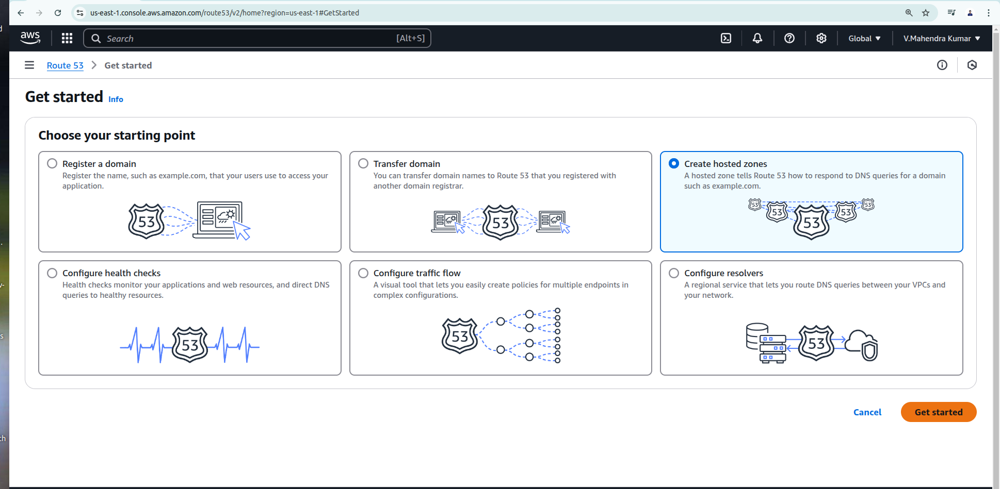 us-east-1.console.aws.amazon.com/route53/v2/home?region=us-east-1#GetStarted
aws
Search
[Alt+S]
Global
V.Mahendra Kumar
Route 53
Get started
Get started
Info
Choose your starting point
Register a domain
Register the name, such as example.com, that your users use to access your
application.
53
Transfer domain
You can transfer domain names to Route 53 that you registered with
another domain registrar.
53
Create hosted zones
A hosted zone tells Route 53 how to respond to DNS queries for a domain
such as example.com.
53
53
53
53
53
Configure health checks
Health checks monitor your applications and web resources, and direct DNS
queries to healthy resources.
53
Configure traffic flow
A visual tool that lets you easily create policies for multiple endpoints in
complex configurations.
53
Configure resolvers
A regional service that lets you route DNS queries between your VPCs and
your network.
53
Cancel
Get started